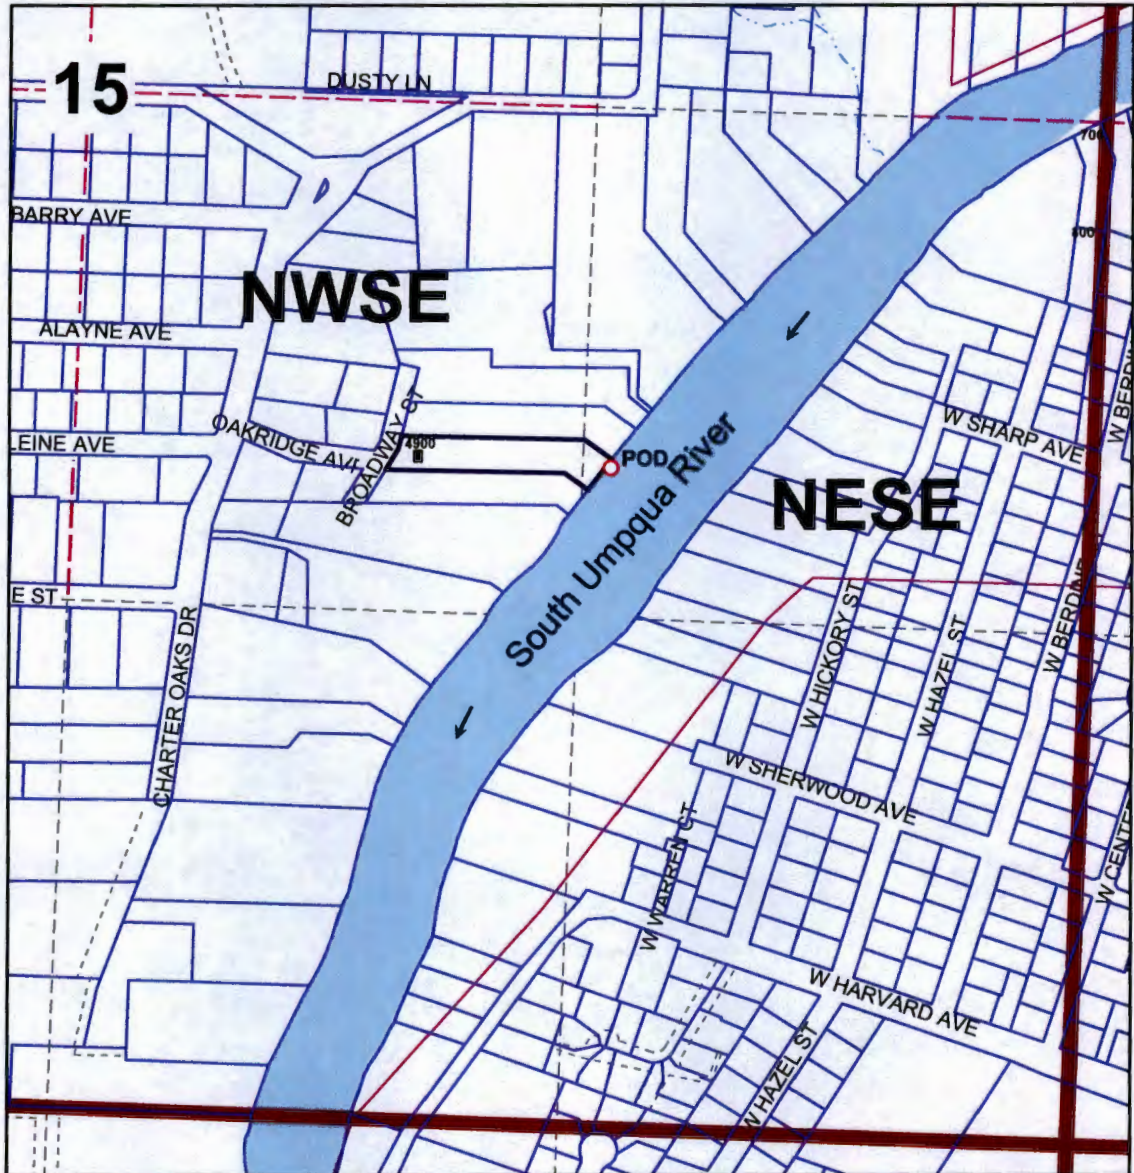 15
DUSTY LN
700
BARRY AVE
800
NWSE
ALAYNE AVE
W BERDIN
BROADWAY ST
W SHARP AVE
OAKRIDGE AVE
4900
LEINE AVE
POD
South Umpqua River
NESE
E ST
W HICKORY ST
W HAZEL ST
W BERDINE
CHARTER OAKS DR
W SHERWOOD AVE
W WARREN CT
W CENTE
W HARVARD AVE
W HAZEL ST